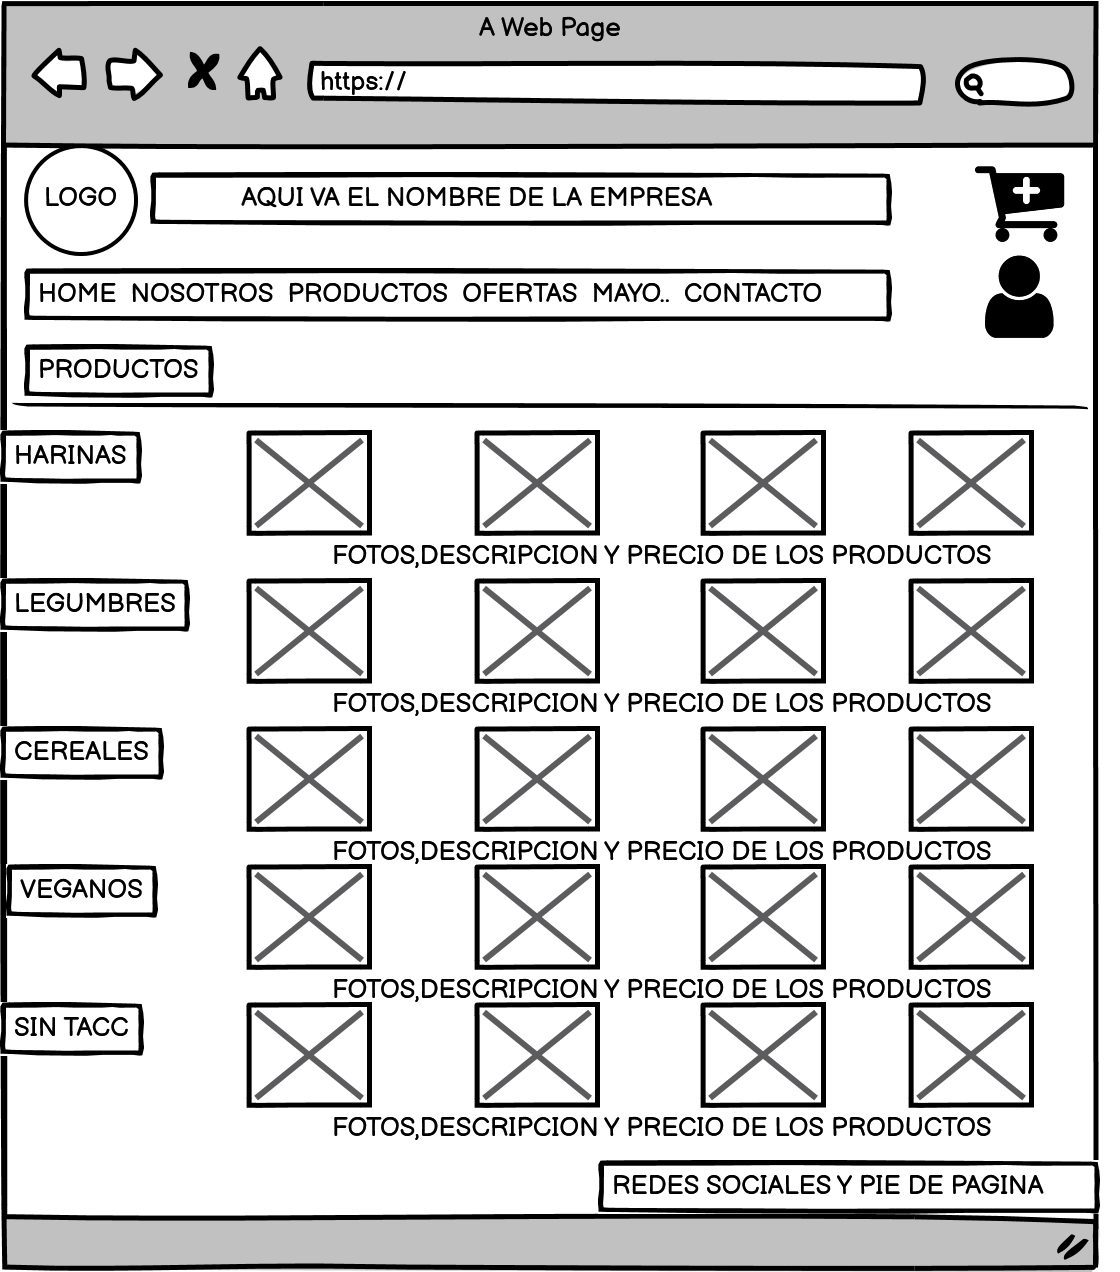 A Web Page
https://
LOGO
AQUI VA EL NOMBRE DE LA EMPRESA
HOME NOSOTROS PRODUCTOS OFERTAS MAYO.. CONTACTO
PRODUCTOS
HARINAS
FOTOS,DESCRIPCION Y PRECIO DE LOS PRODUCTOS
LEGUMBRES
FOTOS,DESCRIPCION Y PRECIO DE LOS PRODUCTOS
CEREALES
FOTOS,DESCRIPCION Y PRECIO DE LOS PRODUCTOS
VEGANOS
FOTOS,DESCRIPCION Y PRECIO DE LOS PRODUCTOS
SIN TACC
FOTOS,DESCRIPCION Y PRECIO DE LOS PRODUCTOS
REDES SOCIALES Y PIE DE PAGINA